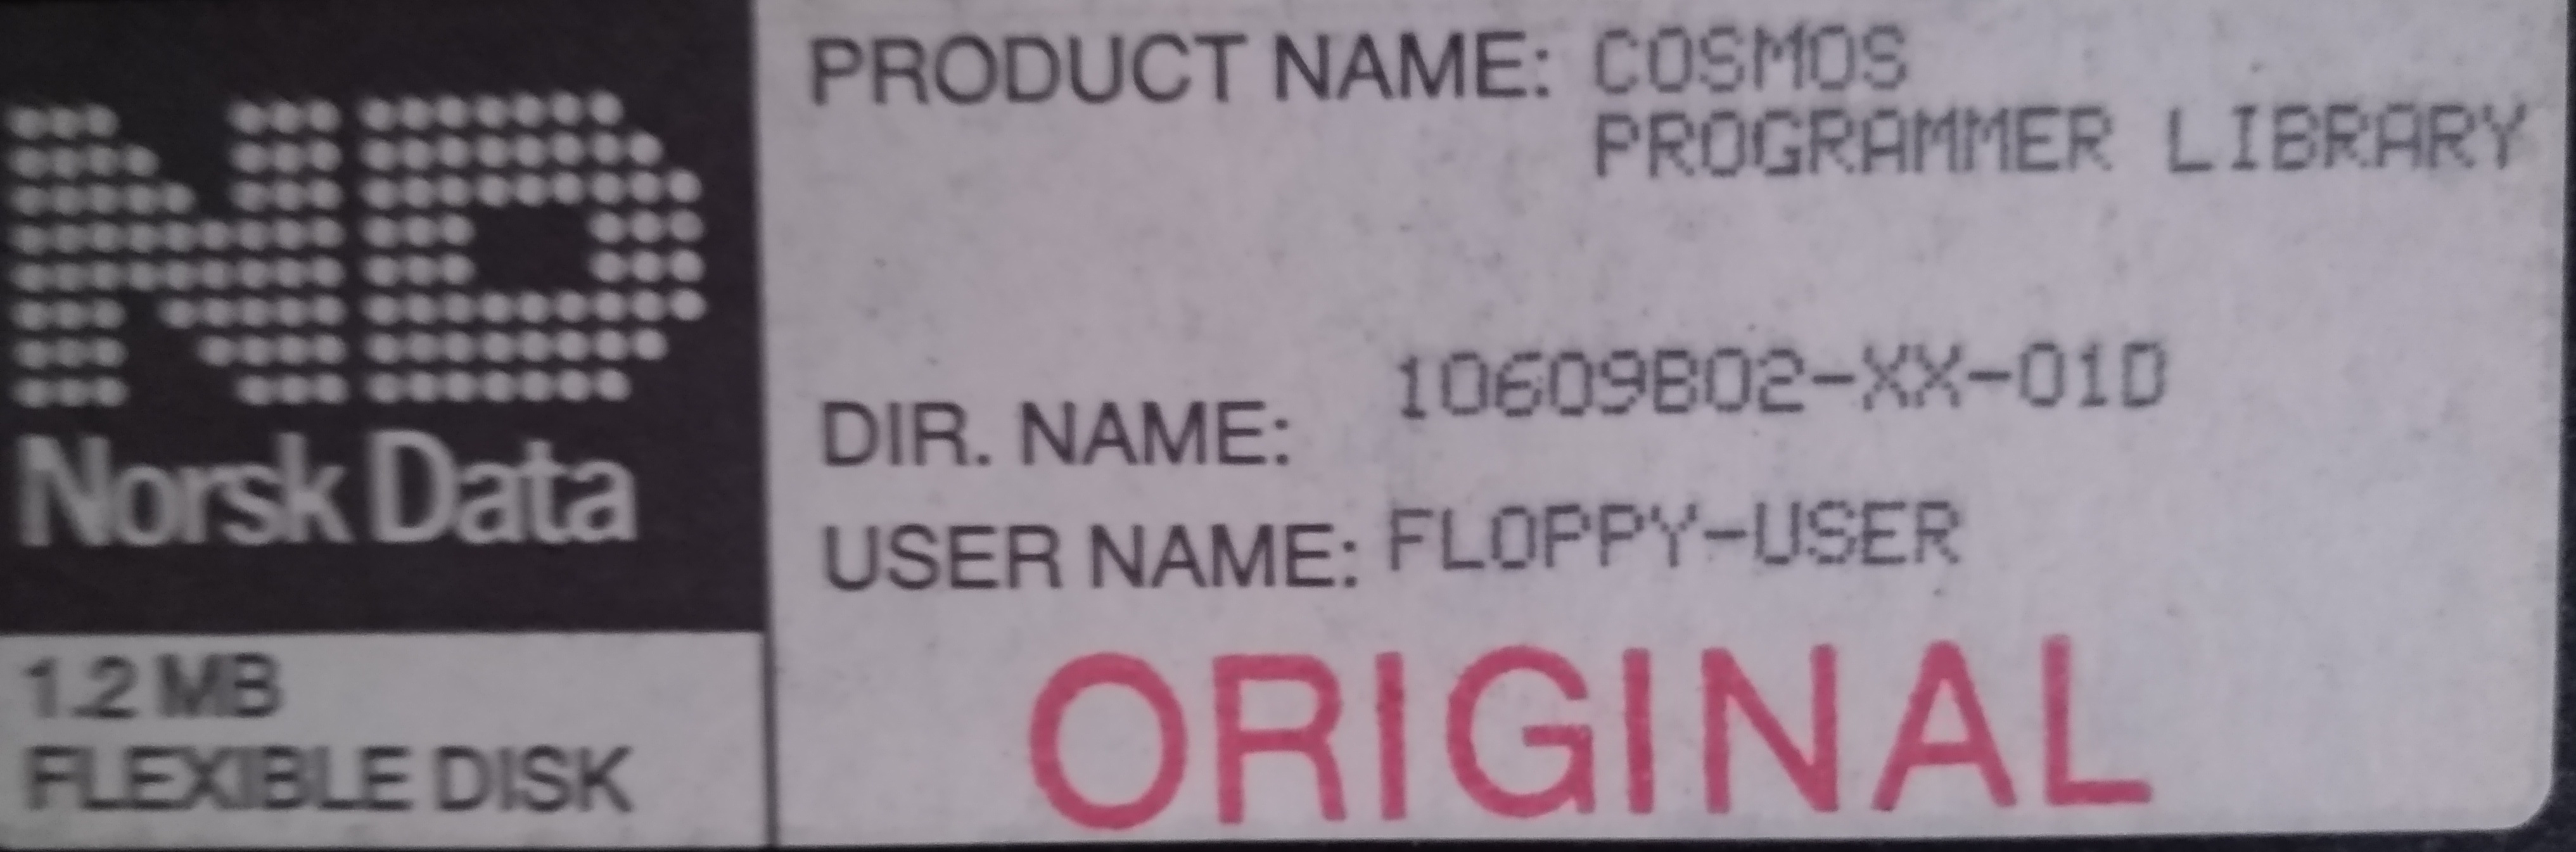 ND
Norsk Data
1.2 MB
FLEXIBLE DISK
PRODUCT NAME: COSMOS
PROGRAMMER LIBRARY
DIR. NAME: 10609B02-XX-01D
USER NAME: FLOPPY-USER
ORIGINAL